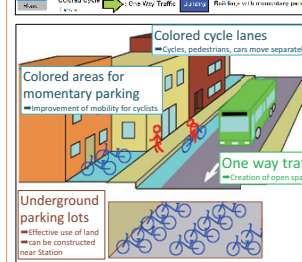 One Way Traffic
Building
Colored cycle lanes
➡Cycles, pedestrians, cars move separatel
Colored areas for
momentary parking
➡Improvement of mobility for cyclists
One way tra
➡Creation of open spa
Underground
parking lots
➡Effective use of land
➡can be constructed
near Station